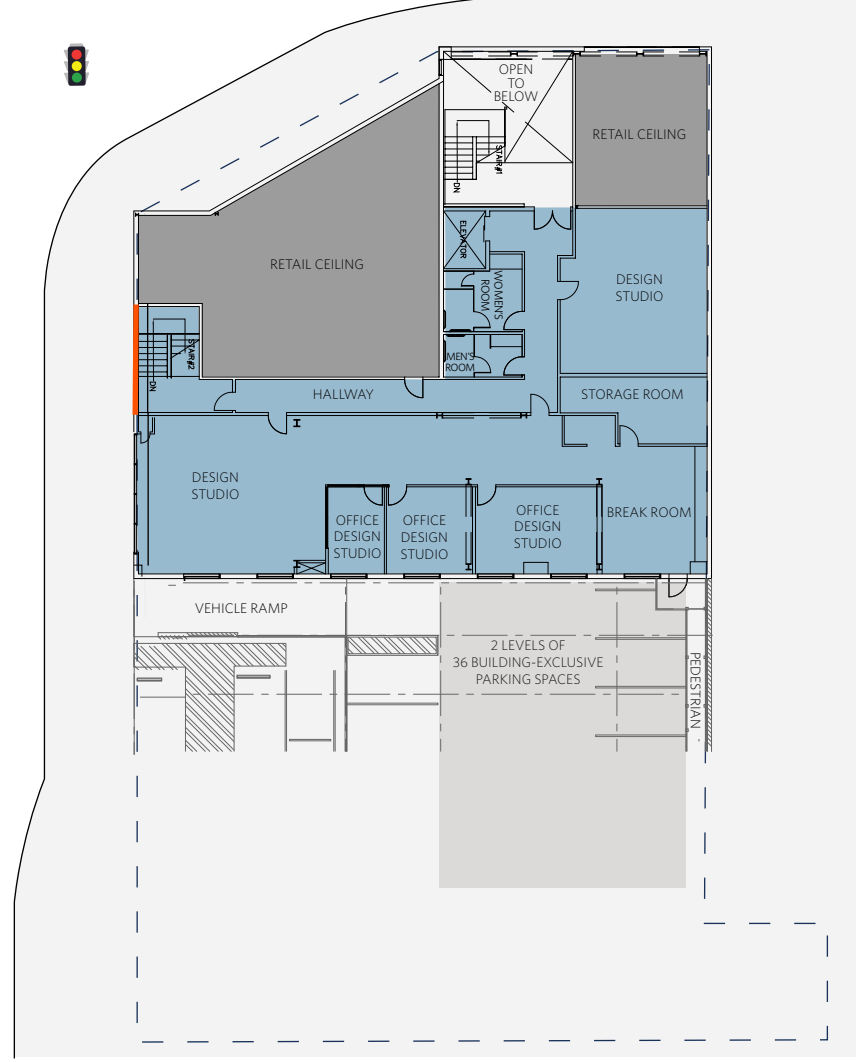 OPEN
TO
BELOW
RETAIL CEILING
STAIR#1
DN
ELEVATOR
RETAIL CEILING
WOMEN'S
ROOM
DESIGN
STUDIO
STAIR#2
DN
MEN'S
ROOM
HALLWAY
STORAGE ROOM
DESIGN
STUDIO
OFFICE
DESIGN
STUDIO
OFFICE
DESIGN
STUDIO
OFFICE
DESIGN
STUDIO
BREAK ROOM
VEHICLE RAMP
2 LEVELS OF
36 BUILDING-EXCLUSIVE
PARKING SPACES
PEDESTRIAN